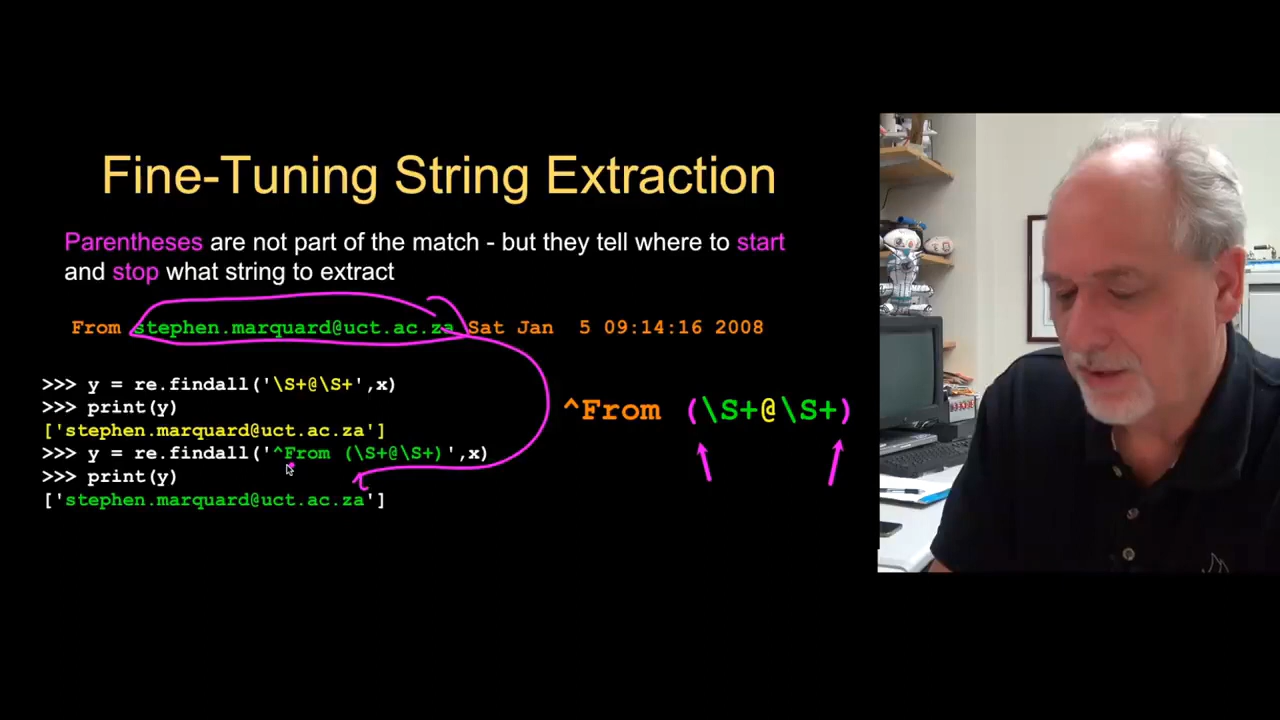 Fine-Tuning String Extraction
Parentheses are not part of the match - but they tell where to start
and stop what string to extract
From stephen.marquard@uct.ac.za Sat Jan  5 09:14:16 2008
>>> y = re.findall('\S+@\S+',x)
>>> print(y)
['stephen.marquard@uct.ac.za']
>>> y = re.findall('^From (\S+@\S+)',x)
>>> print(y)
['stephen.marquard@uct.ac.za']
^From (\S+@\S+)